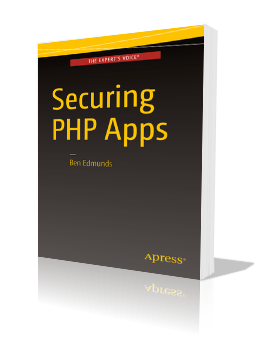 THE EXPERT'S VOICE®
Securing
PHP Apps
Ben Edmunds
Apress®